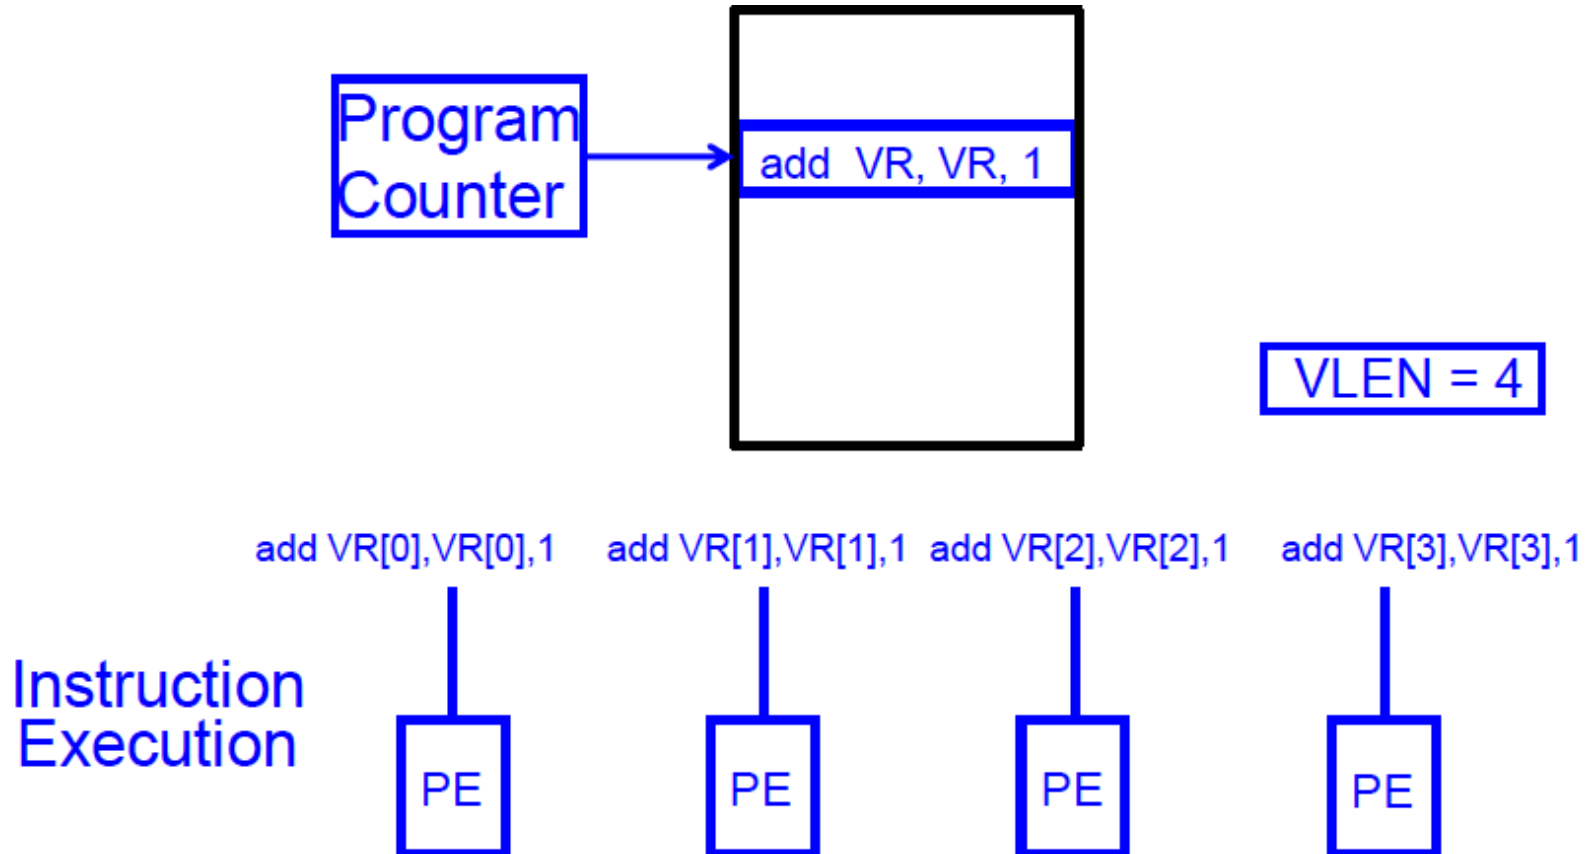 Program
Counter
add VR, VR, 1
VLEN = 4
add VR[0],VR[0],1
add VR[1],VR[1],1
add VR[2],VR[2],1
add VR[3],VR[3],1
Instruction
Execution
PE
PE
PE
PE